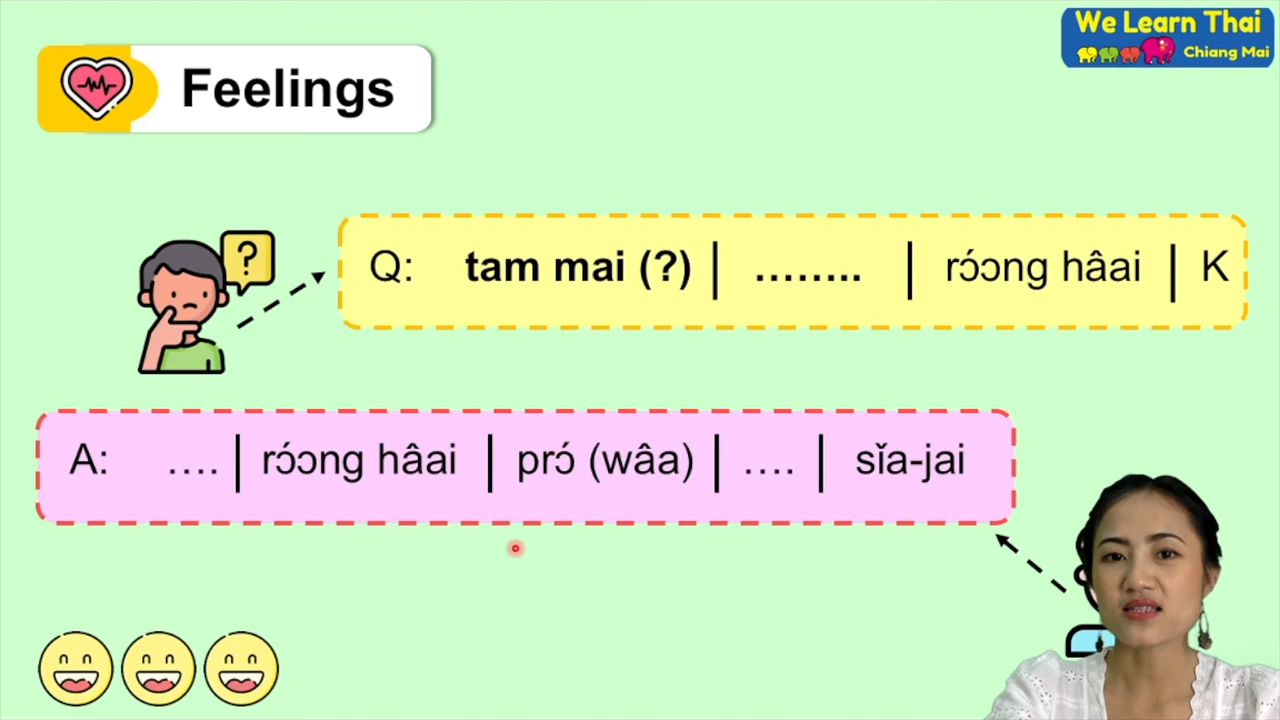 We Learn Thai
Chiang Mai
Feelings
?
Q: tam mai (?) | …….. | rɔ́ɔng hâai | K
A: …. | rɔ́ɔng hâai | prɔ́ (wâa) | …. | sǐa-jai